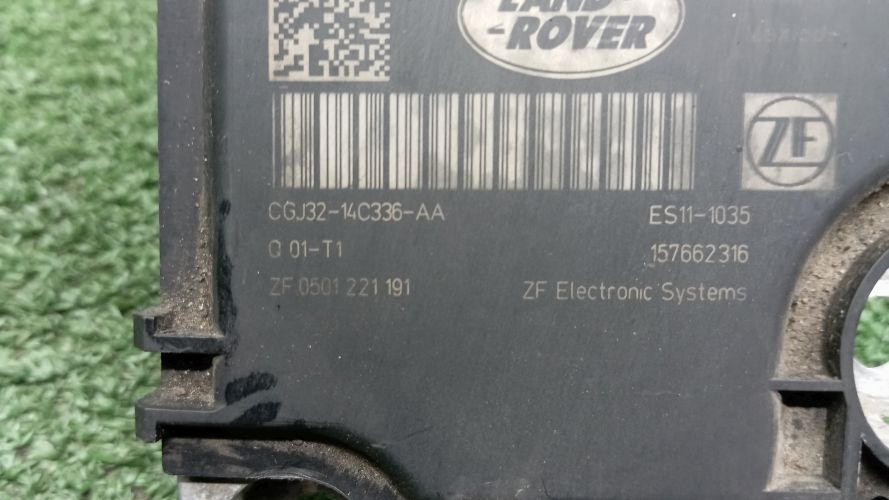 LAND-
-ROVER
ZF
CGJ32-14C336-AA
ES11-1035
Q 01-T1
157662316
ZF 0501 221 191
ZF Electronic Systems